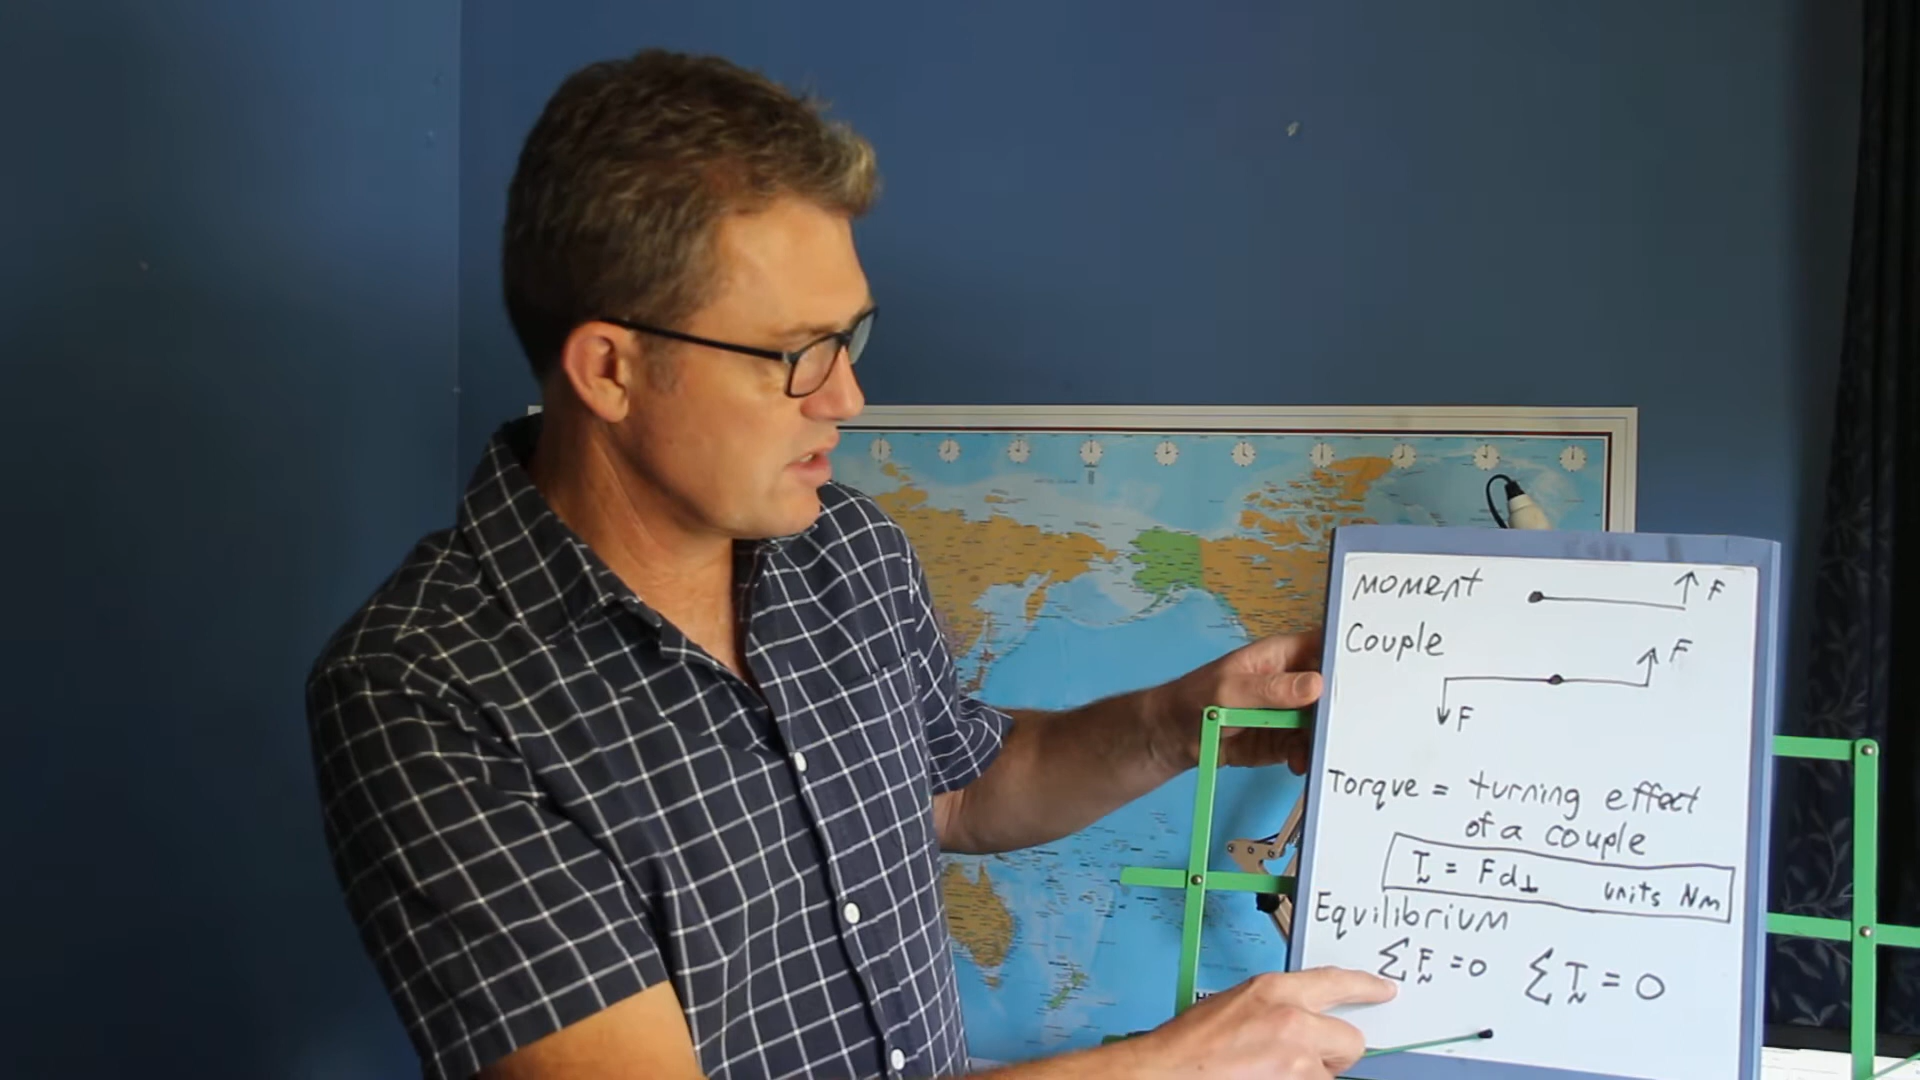 MOMENT F
Couple F
F
Torque = turning effect
of a couple
T = Fd⊥ units Nm
Equilibrium
ΣF = 0 ΣT = 0